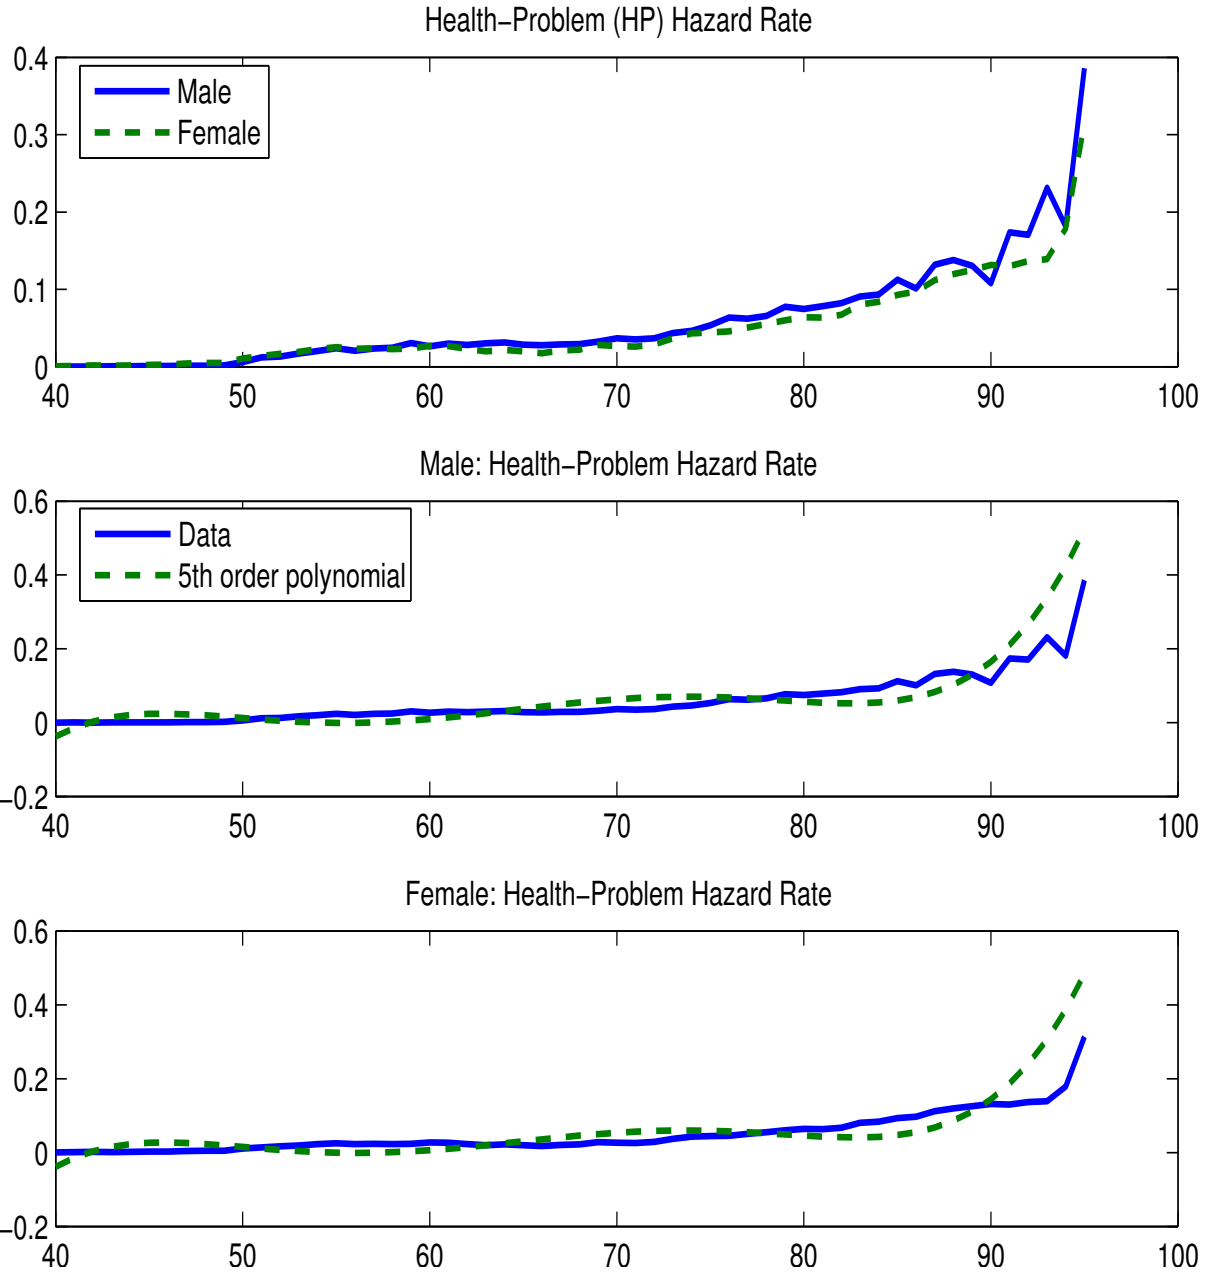 Health−Problem (HP) Hazard Rate
0.4
0.3
0.2
0.1
0
Male
Female
40 50 60 70 80 90 100
Male: Health−Problem Hazard Rate
0.6
0.4
0.2
0
−0.2
Data
5th order polynomial
40 50 60 70 80 90 100
Female: Health−Problem Hazard Rate
0.6
0.4
0.2
0
−0.2
40 50 60 70 80 90 100